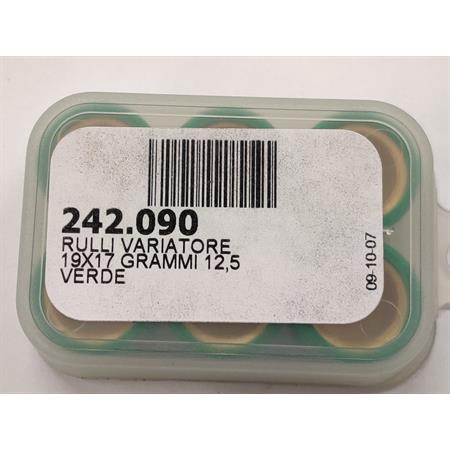 242.090
RULLI VARIATORE
19X17 GRAMMI 12,5
VERDE
09-10-07